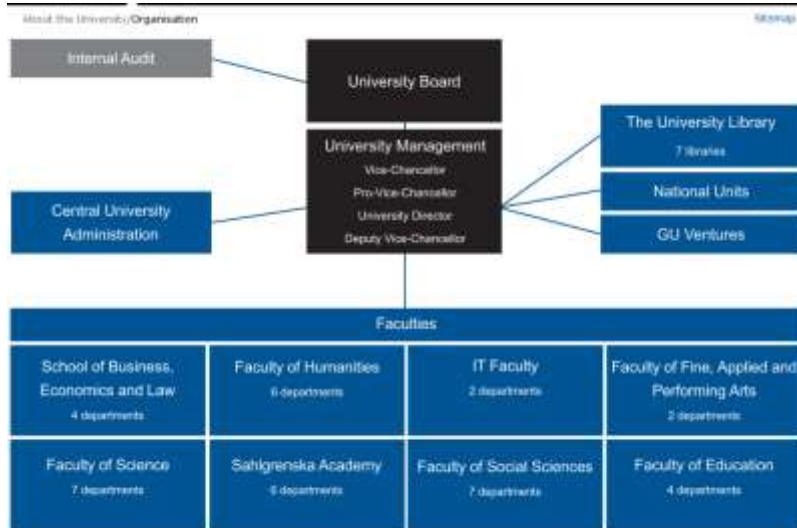 About the University/Organisation
Sitemap
Internal Audit
University Board
University Management
Vice-Chancellor
Pro-Vice-Chancellor
University Director
Deputy Vice-Chancellor
The University Library
7 libraries
National Units
GU Ventures
Central University
Administration
Faculties
School of Business,
Economics and Law
4 departments
Faculty of Humanities
6 departments
IT Faculty
2 departments
Faculty of Fine, Applied and
Performing Arts
2 departments
Faculty of Science
7 departments
Sahlgrenska Academy
6 departments
Faculty of Social Sciences
7 departments
Faculty of Education
4 departments